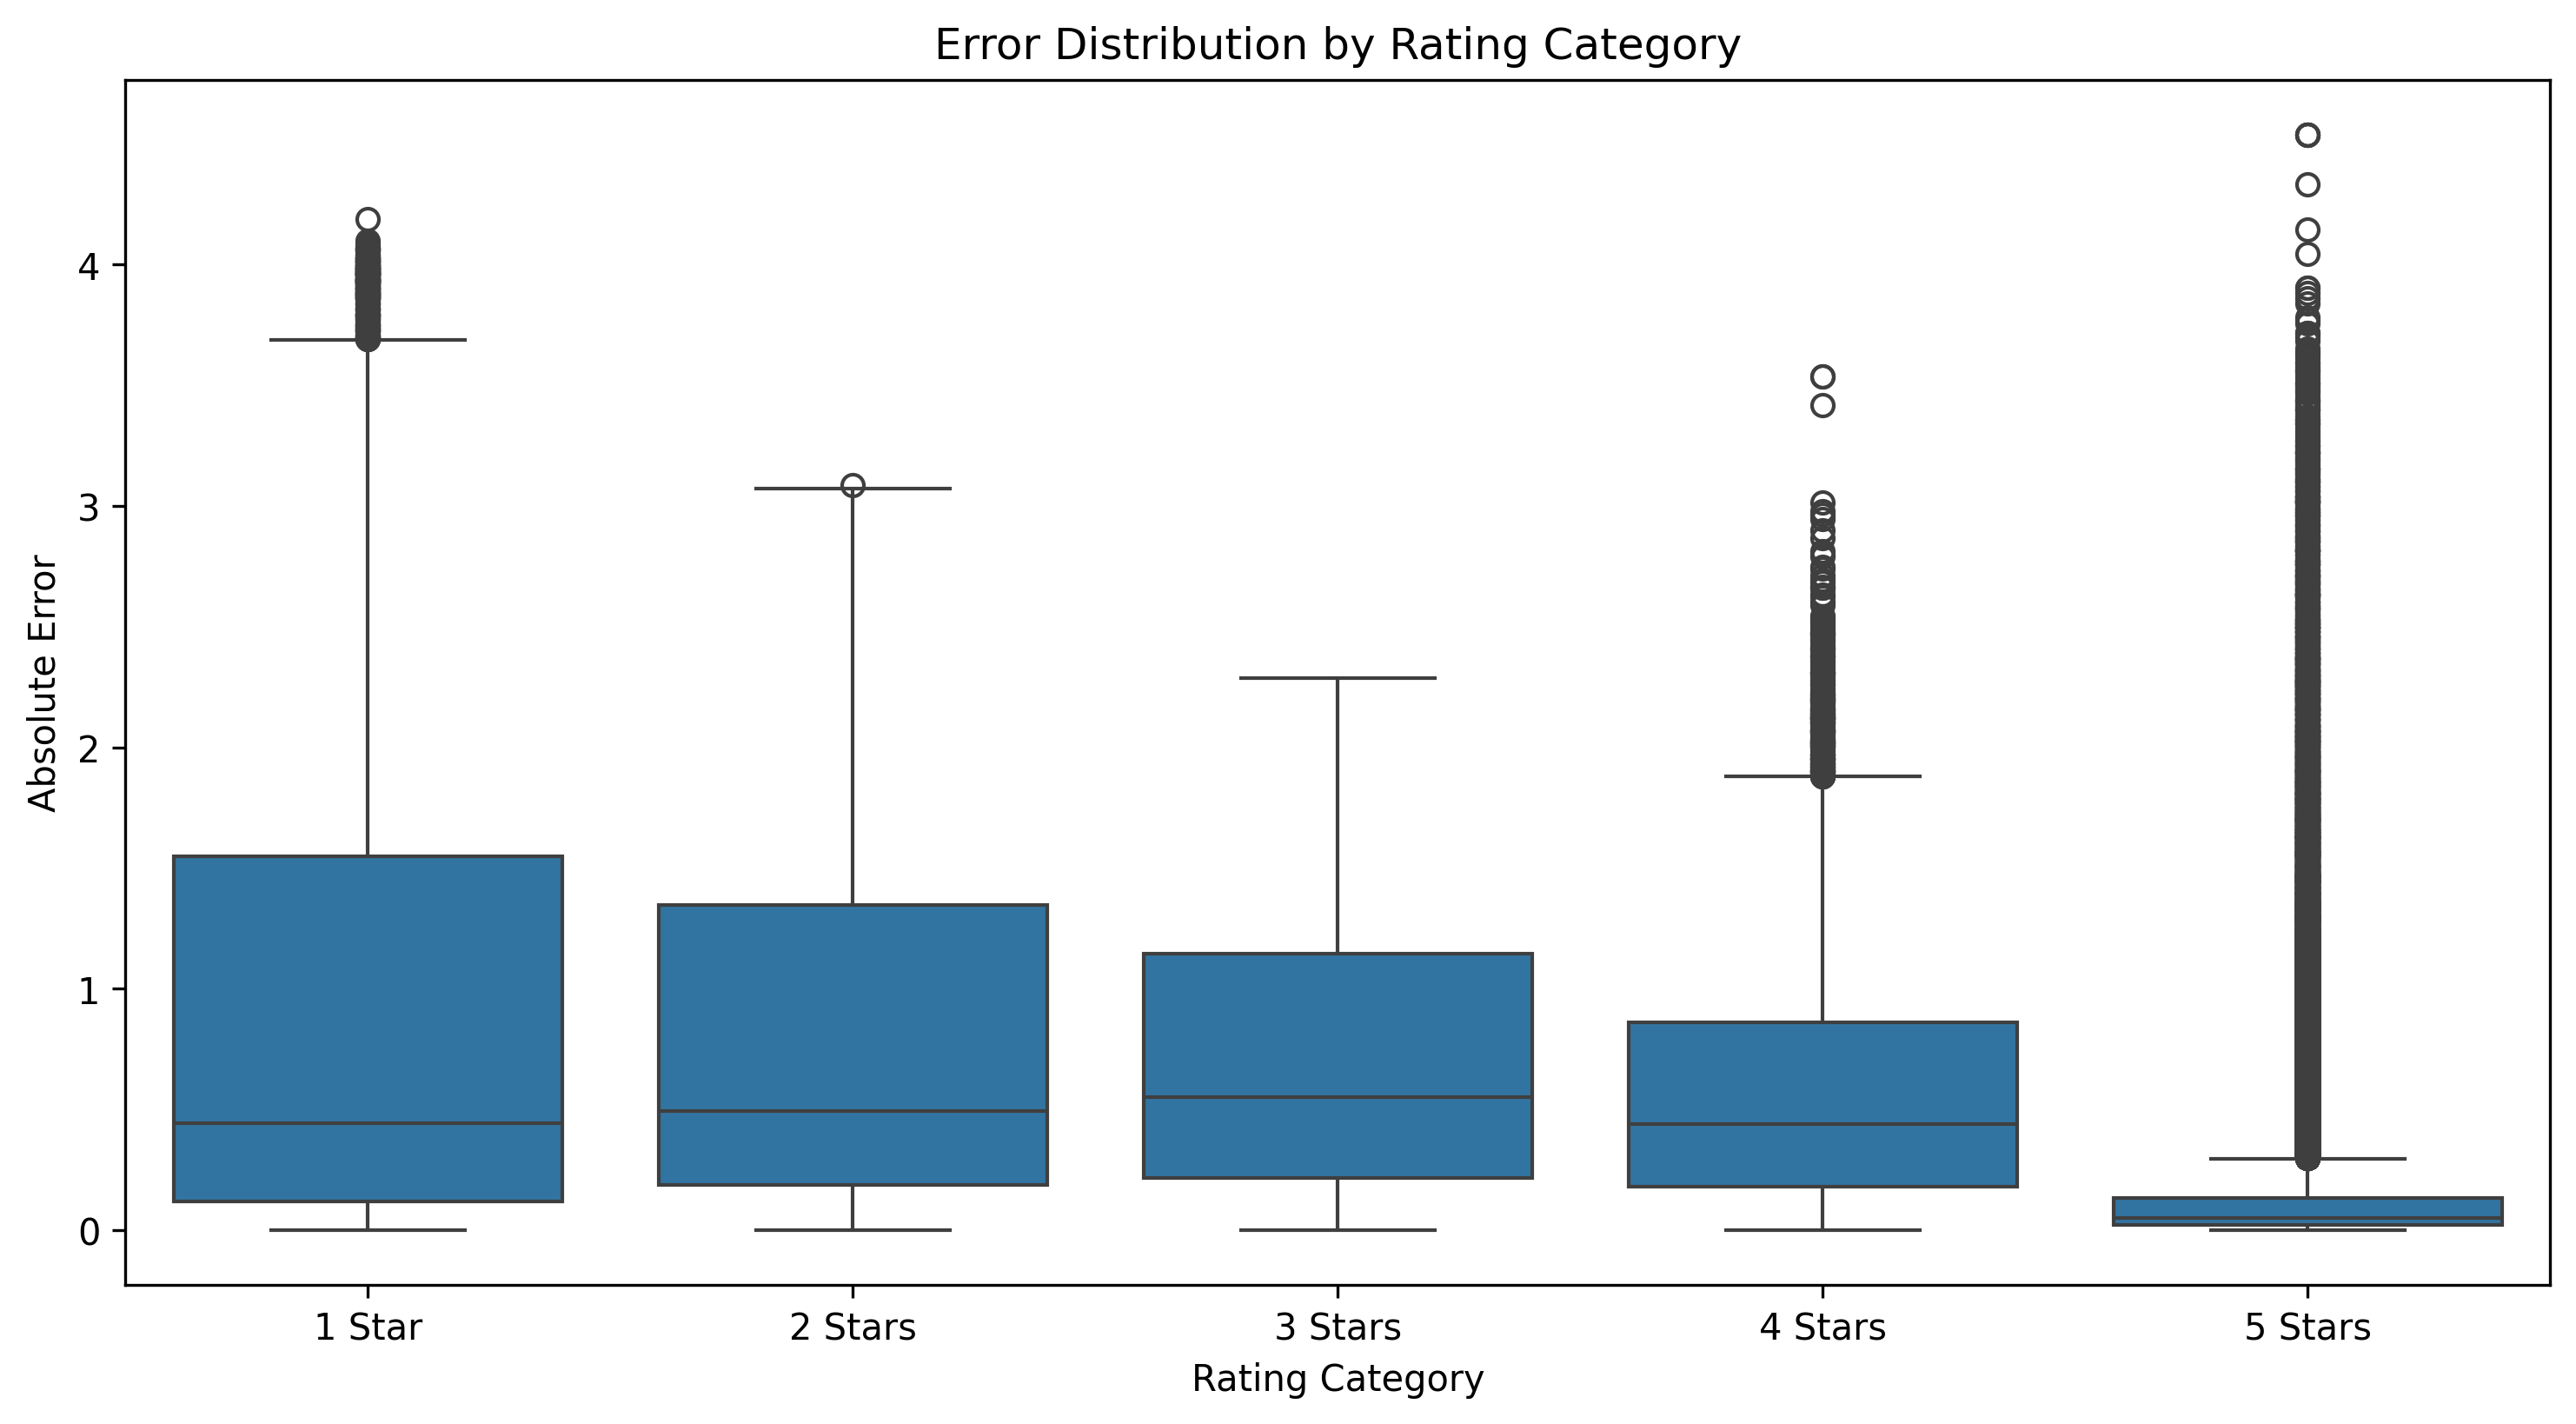 Error Distribution by Rating Category
Absolute Error
4
3
2
1
0
1 Star
2 Stars
3 Stars
4 Stars
5 Stars
Rating Category